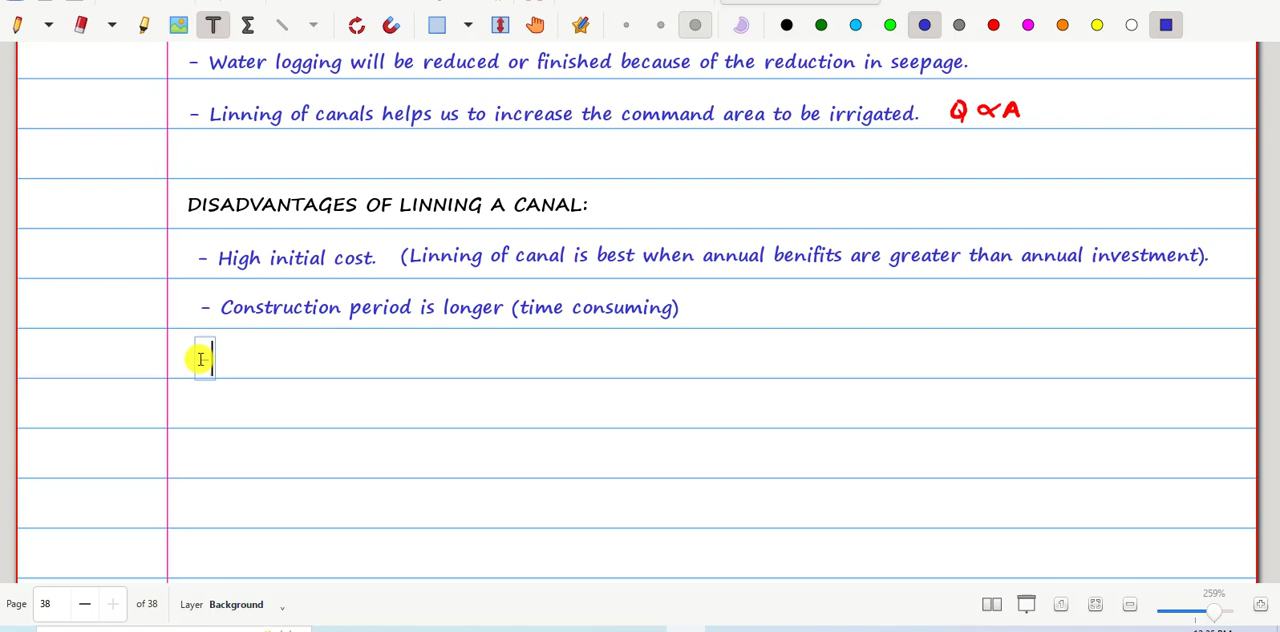 - Water logging will be reduced or finished because of the reduction in seepage.
- Linning of canals helps us to increase the command area to be irrigated. Q ∝ A
DISADVANTAGES OF LINNING A CANAL:
- High initial cost. (Linning of canal is best when annual benifits are greater than annual investment).
- Construction period is longer (time consuming)
-
Page 38 of 38 Layer Background 259%